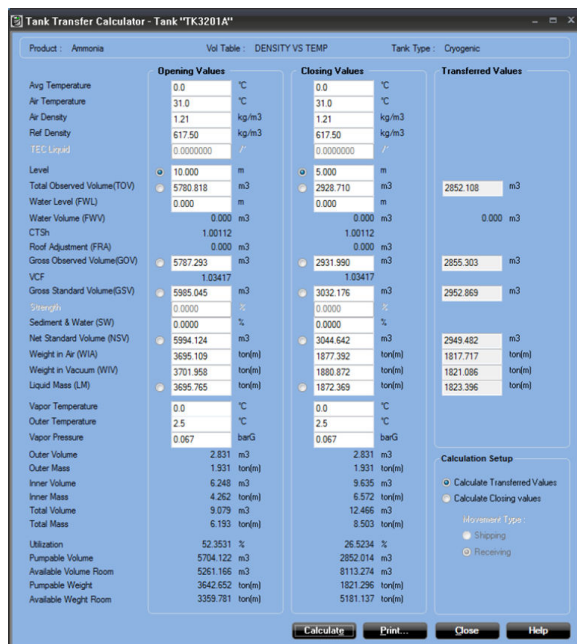 Tank Transfer Calculator - Tank "TK3201A"
Product : Ammonia Vol Table : DENSITY VS TEMP Tank Type : Cryogenic
Opening Values Closing Values Transferred Values
Avg Temperature 0.0 °C 0.0 °C
Air Temperature 31.0 °C 31.0 °C
Air Density 1.21 kg/m3 1.21 kg/m3
Ref Density 617.50 kg/m3 617.50 kg/m3
TEC Liquid 0.0000000 /° 0.0000000 /°
Level 10.000 m 5.000 m
Total Observed Volume(TOV) 5780.818 m3 2928.710 m3 2852.108 m3
Water Level (FWL) 0.000 m 0.000 m
Water Volume (FWV) 0.000 m3 0.000 m3 0.000 m3
CTSh 1.00112 1.00112
Roof Adjustment (FRA) 0.000 m3 0.000 m3
Gross Observed Volume(GOV) 5787.293 m3 2931.990 m3 2855.303 m3
VCF 1.03417 1.03417
Gross Standard Volume(GSV) 5985.045 m3 3032.176 m3 2952.869 m3
Strength 0.0000 % 0.0000 %
Sediment & Water (SW) 0.0000 % 0.0000 %
Net Standard Volume (NSV) 5994.124 m3 3044.642 m3 2949.482 m3
Weight in Air (WIA) 3695.109 ton(m) 1877.392 ton(m) 1817.717 ton(m)
Weight in Vacuum (WIV) 3701.958 ton(m) 1880.872 ton(m) 1821.086 ton(m)
Liquid Mass (LM) 3695.765 ton(m) 1872.369 ton(m) 1823.396 ton(m)
Vapor Temperature 0.0 °C 0.0 °C
Outer Temperature 2.5 °C 2.5 °C
Vapor Pressure 0.067 barG 0.067 barG
Outer Volume 2.831 m3 2.831 m3
Outer Mass 1.931 ton(m) 1.931 ton(m)
Inner Volume 6.248 m3 9.635 m3
Inner Mass 4.262 ton(m) 6.572 ton(m)
Total Volume 9.079 m3 12.466 m3
Total Mass 6.193 ton(m) 8.503 ton(m)
Utilization 52.3531 % 26.5234 %
Pumpable Volume 5704.122 m3 2852.014 m3
Available Volume Room 5261.166 m3 8113.274 m3
Pumpable Weight 3642.652 ton(m) 1821.296 ton(m)
Available Weght Room 3359.781 ton(m) 5181.137 ton(m)
Calculation Setup
Calculate Transferred Values
Calculate Closing values
Movement Type :
Shipping
Receiving
Calculate Print... Close Help